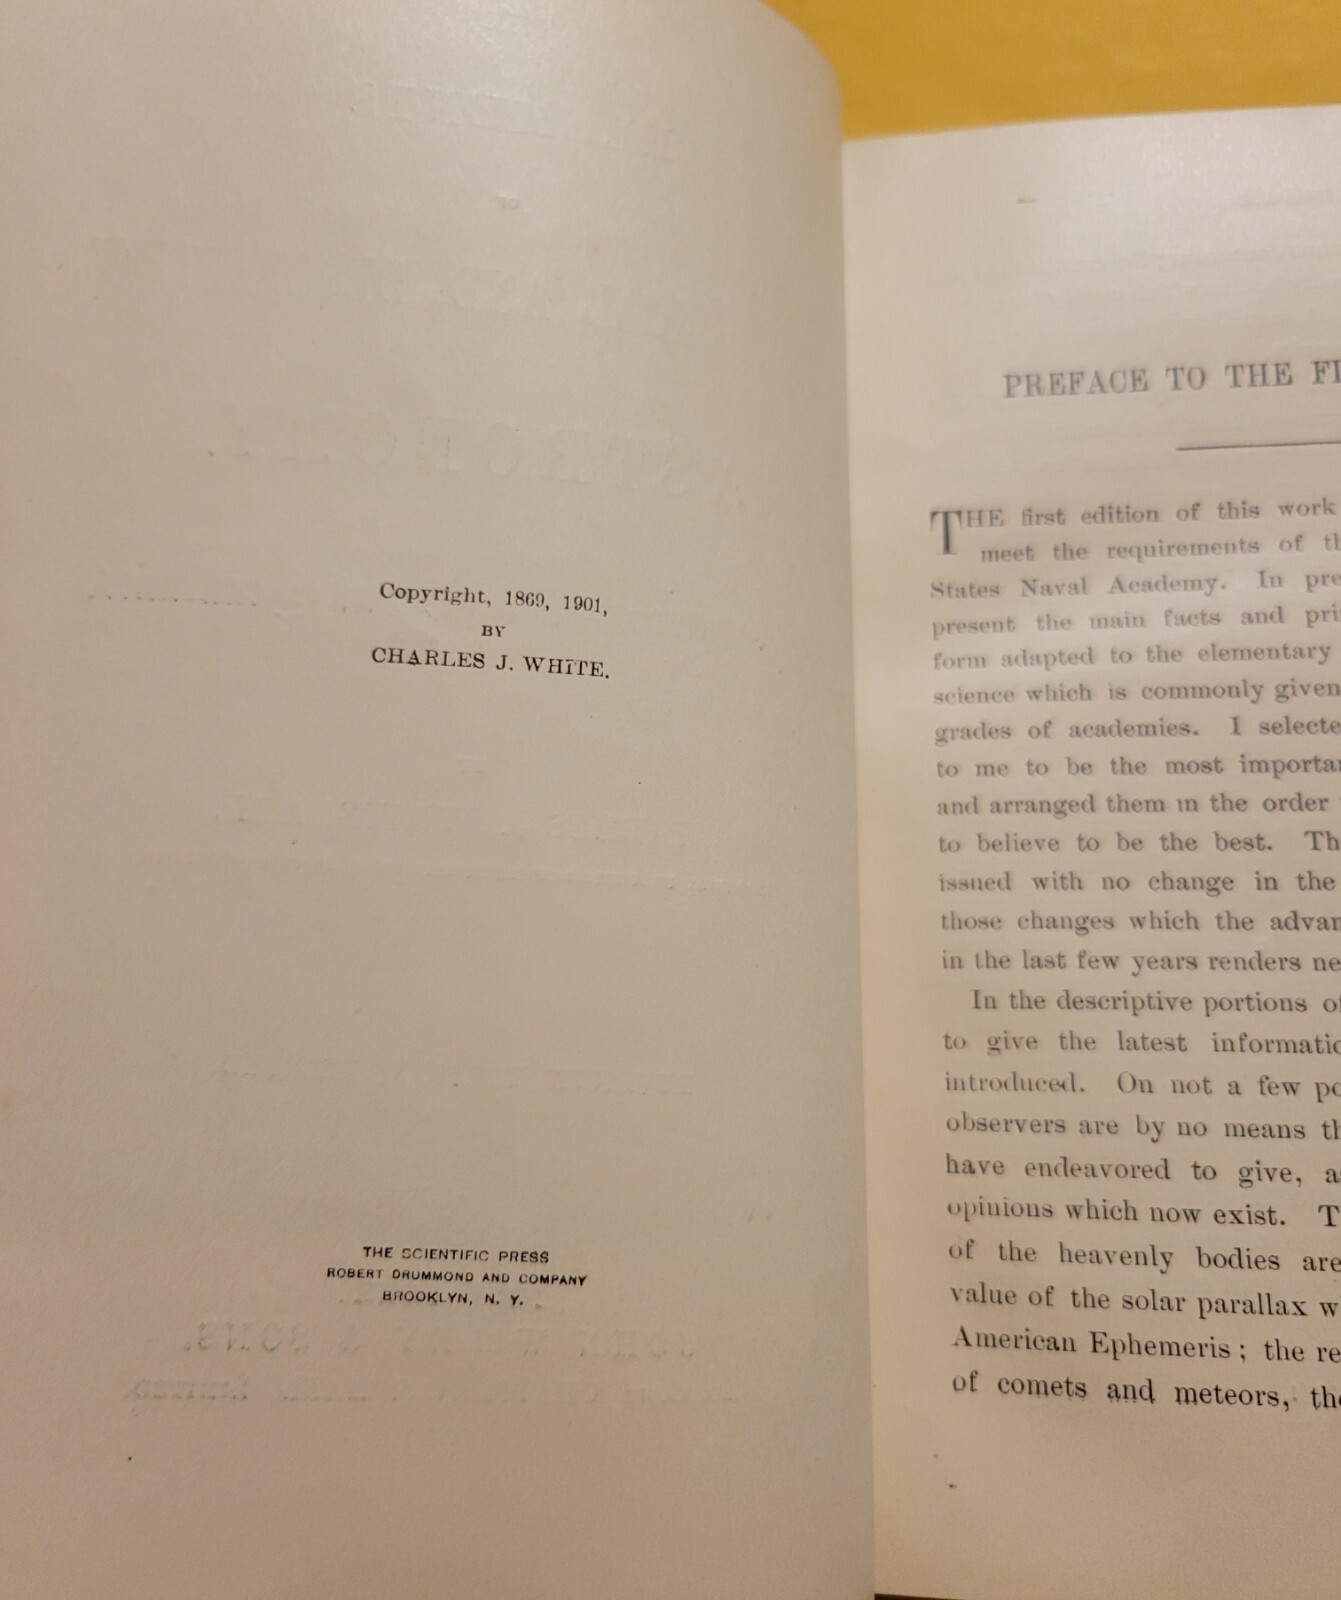 Copyright, 1869, 1901,
BY
CHARLES J. WHITE.
THE SCIENTIFIC PRESS
ROBERT DRUMMOND AND COMPANY
BROOKLYN, N. Y.
PREFACE TO THE FI
THE first edition of this work
meet the requirements of th
States Naval Academy. In pre
present the main facts and pri
form adapted to the elementary
science which is commonly given
grades of academies. I selecte
to me to be the most importa
and arranged them in the order
to believe to be the best. Th
issued with no change in the
those changes which the advan
in the last few years renders ne
In the descriptive portions of
to give the latest informatio
introduced. On not a few po
observers are by no means th
have endeavored to give, a
opinions which now exist. T
of the heavenly bodies are
value of the solar parallax w
American Ephemeris; the re
of comets and meteors, the